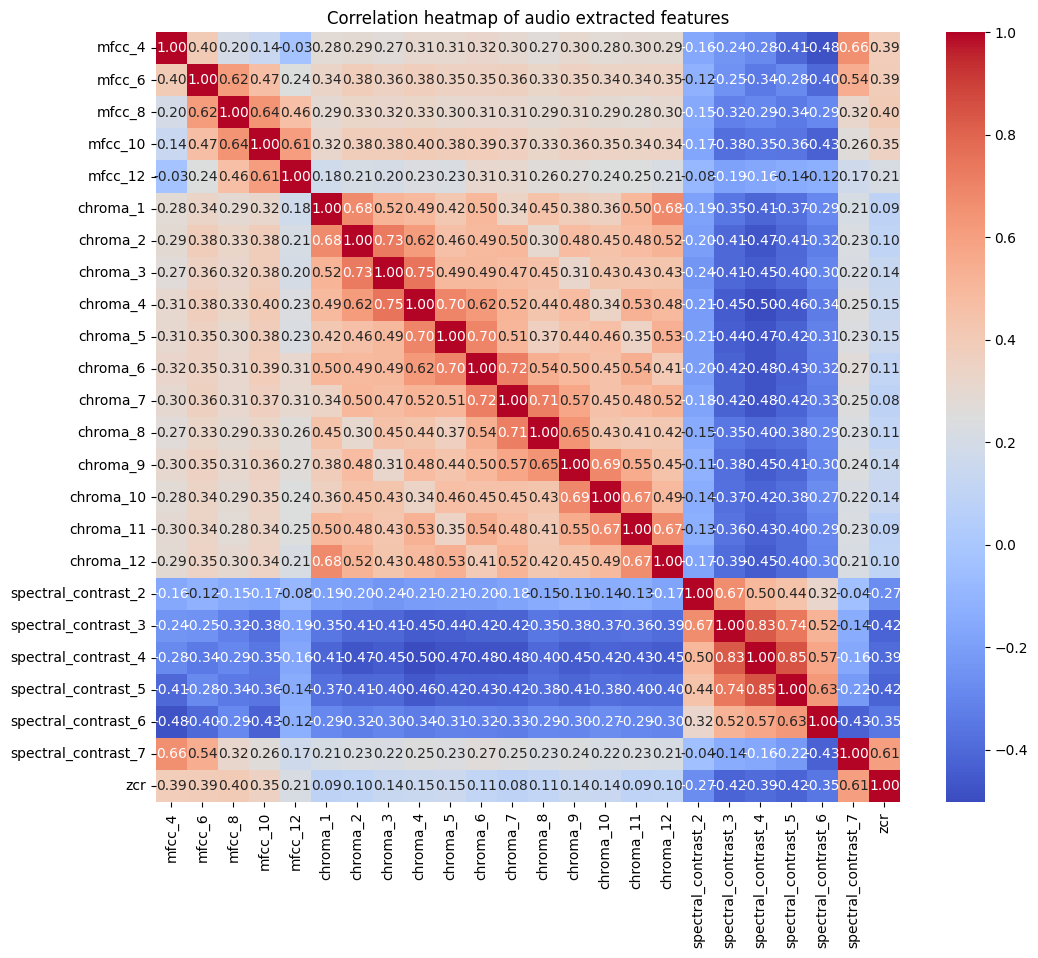 Correlation heatmap of audio extracted features
mfcc_4 1.00 0.40 0.20 0.14 -0.03 0.28 0.29 0.27 0.31 0.31 0.32 0.30 0.27 0.30 0.28 0.30 0.29 -0.16 -0.24 -0.28 -0.41 -0.48 0.66 0.39
mfcc_6 0.40 1.00 0.62 0.47 0.24 0.34 0.38 0.36 0.38 0.35 0.35 0.36 0.33 0.35 0.34 0.34 0.35 -0.12 -0.25 -0.34 -0.28 -0.40 0.54 0.39
mfcc_8 0.20 0.62 1.00 0.64 0.46 0.29 0.33 0.32 0.33 0.30 0.31 0.31 0.29 0.31 0.29 0.28 0.30 -0.15 -0.32 -0.29 -0.34 -0.29 0.32 0.40
mfcc_10 0.14 0.47 0.64 1.00 0.61 0.32 0.38 0.38 0.40 0.38 0.39 0.37 0.33 0.36 0.35 0.34 0.34 -0.17 -0.38 -0.35 -0.36 -0.43 0.26 0.35
mfcc_12 -0.03 0.24 0.46 0.61 1.00 0.18 0.21 0.20 0.23 0.23 0.31 0.31 0.26 0.27 0.24 0.25 0.21 -0.08 -0.19 -0.16 -0.14 -0.12 0.17 0.21
chroma_1 0.28 0.34 0.29 0.32 0.18 1.00 0.68 0.52 0.49 0.42 0.50 0.34 0.45 0.38 0.36 0.50 0.68 -0.19 -0.35 -0.41 -0.37 -0.29 0.21 0.09
chroma_2 0.29 0.38 0.33 0.38 0.21 0.68 1.00 0.73 0.62 0.46 0.49 0.50 0.30 0.48 0.45 0.48 0.52 -0.20 -0.41 -0.47 -0.41 -0.32 0.23 0.10
chroma_3 0.27 0.36 0.32 0.38 0.20 0.52 0.73 1.00 0.75 0.49 0.49 0.47 0.45 0.31 0.43 0.43 0.43 -0.24 -0.41 -0.45 -0.40 -0.30 0.22 0.14
chroma_4 0.31 0.38 0.33 0.40 0.23 0.49 0.62 0.75 1.00 0.70 0.62 0.52 0.44 0.48 0.34 0.53 0.48 -0.21 -0.45 -0.50 -0.46 -0.34 0.25 0.15
chroma_5 0.31 0.35 0.30 0.38 0.23 0.42 0.46 0.49 0.70 1.00 0.70 0.51 0.37 0.44 0.46 0.35 0.53 -0.21 -0.44 -0.47 -0.42 -0.31 0.23 0.15
chroma_6 0.32 0.35 0.31 0.39 0.31 0.50 0.49 0.49 0.62 0.70 1.00 0.72 0.54 0.50 0.45 0.54 0.41 -0.20 -0.42 -0.48 -0.43 -0.32 0.27 0.11
chroma_7 0.30 0.36 0.31 0.37 0.31 0.34 0.50 0.47 0.52 0.51 0.72 1.00 0.71 0.57 0.45 0.48 0.52 -0.18 -0.42 -0.48 -0.42 -0.33 0.25 0.08
chroma_8 0.27 0.33 0.29 0.33 0.26 0.45 0.30 0.45 0.44 0.37 0.54 0.71 1.00 0.65 0.43 0.41 0.42 -0.15 -0.35 -0.40 -0.38 -0.29 0.23 0.11
chroma_9 0.30 0.35 0.31 0.36 0.27 0.38 0.48 0.31 0.48 0.44 0.50 0.57 0.65 1.00 0.69 0.55 0.45 -0.11 -0.38 -0.45 -0.41 -0.30 0.24 0.14
chroma_10 0.28 0.34 0.29 0.35 0.24 0.36 0.45 0.43 0.34 0.46 0.45 0.45 0.43 0.69 1.00 0.67 0.49 -0.14 -0.37 -0.42 -0.38 -0.27 0.22 0.14
chroma_11 0.30 0.34 0.28 0.34 0.25 0.50 0.48 0.43 0.53 0.35 0.54 0.48 0.41 0.55 0.67 1.00 0.67 -0.13 -0.36 -0.43 -0.40 -0.29 0.23 0.09
chroma_12 0.29 0.35 0.30 0.34 0.21 0.68 0.52 0.43 0.48 0.53 0.41 0.52 0.42 0.45 0.49 0.67 1.00 -0.17 -0.39 -0.45 -0.40 -0.30 0.21 0.10
spectral_contrast_2 -0.16 -0.12 -0.15 -0.17 -0.08 -0.19 -0.20 -0.24 -0.21 -0.21 -0.20 -0.18 -0.15 -0.11 -0.14 -0.13 -0.17 1.00 0.67 0.50 0.44 0.32 -0.04 -0.27
spectral_contrast_3 -0.24 -0.25 -0.32 -0.38 -0.19 -0.35 -0.41 -0.41 -0.45 -0.44 -0.42 -0.42 -0.35 -0.38 -0.37 -0.36 -0.39 0.67 1.00 0.83 0.74 0.52 -0.14 -0.42
spectral_contrast_4 -0.28 -0.34 -0.29 -0.35 -0.16 -0.41 -0.47 -0.45 -0.50 -0.47 -0.48 -0.48 -0.40 -0.45 -0.42 -0.43 -0.45 0.50 0.83 1.00 0.85 0.57 -0.16 -0.39
spectral_contrast_5 -0.41 -0.28 -0.34 -0.36 -0.14 -0.37 -0.41 -0.40 -0.46 -0.42 -0.43 -0.42 -0.38 -0.41 -0.38 -0.40 -0.40 0.44 0.74 0.85 1.00 0.63 -0.22 -0.42
spectral_contrast_6 -0.48 -0.40 -0.29 -0.43 -0.12 -0.29 -0.32 -0.30 -0.34 -0.31 -0.32 -0.33 -0.29 -0.30 -0.27 -0.29 -0.30 0.32 0.52 0.57 0.63 1.00 -0.43 -0.35
spectral_contrast_7 0.66 0.54 0.32 0.26 0.17 0.21 0.23 0.22 0.25 0.23 0.27 0.25 0.23 0.24 0.22 0.23 0.21 -0.04 -0.14 -0.16 -0.22 -0.43 1.00 0.61
zcr 0.39 0.39 0.40 0.35 0.21 0.09 0.10 0.14 0.15 0.15 0.11 0.08 0.11 0.14 0.14 0.09 0.10 -0.27 -0.42 -0.39 -0.42 -0.35 0.61 1.00
mfcc_4 mfcc_6 mfcc_8 mfcc_10 mfcc_12 chroma_1 chroma_2 chroma_3 chroma_4 chroma_5 chroma_6 chroma_7 chroma_8 chroma_9 chroma_10 chroma_11 chroma_12 spectral_contrast_2 spectral_contrast_3 spectral_contrast_4 spectral_contrast_5 spectral_contrast_6 spectral_contrast_7 zcr
1.0
0.8
0.6
0.4
0.2
0.0
−0.2
−0.4